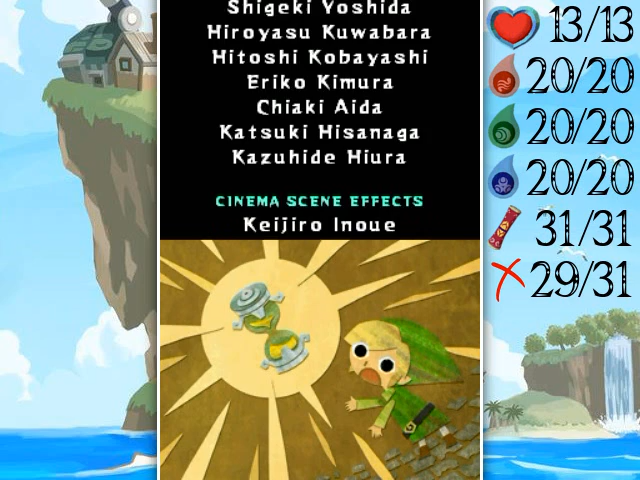 Shigeki Yoshida
Hiroyasu Kuwabara
Hitoshi Kobayashi
Eriko Kimura
Chiaki Aida
Katsuki Hisanaga
Kazuhide Hiura
CINEMA SCENE EFFECTS
Keijiro Inoue
13/13
20/20
20/20
20/20
31/31
29/31